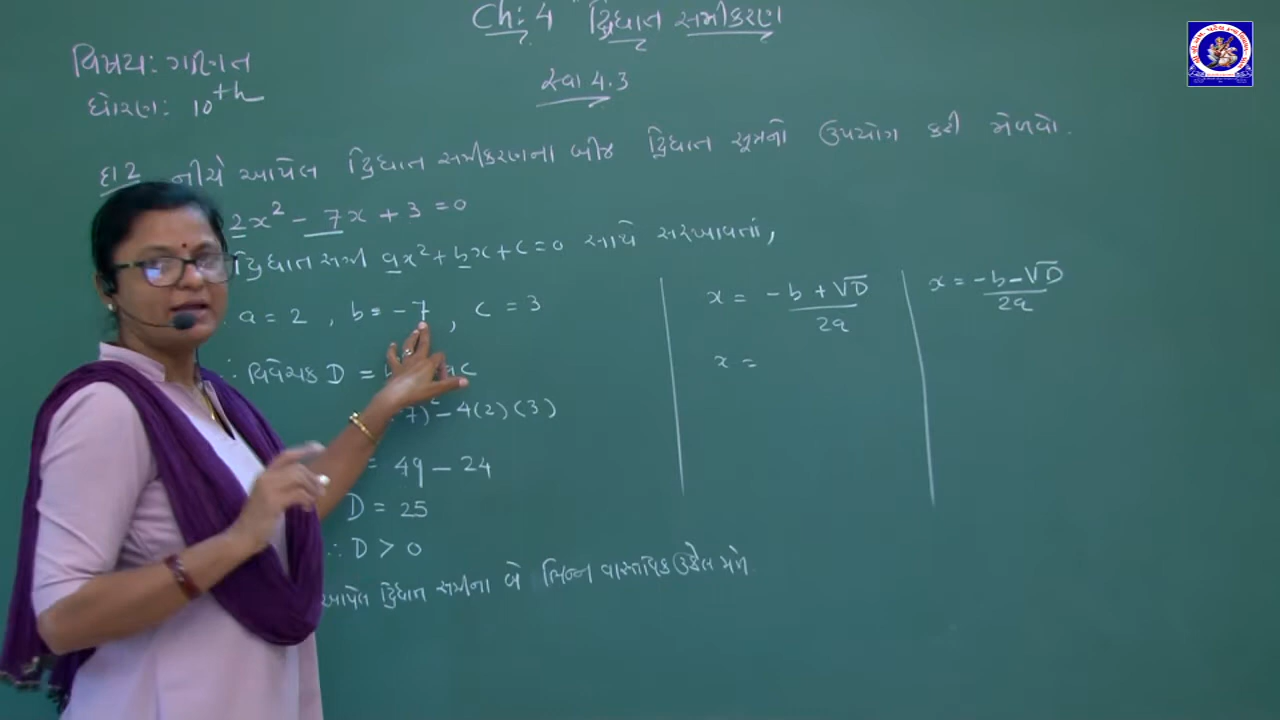 Ch: 4 દ્વિઘાત સમીકરણ
વિષય: ગણિત
ધોરણ: 10th
સ્વા 4.3
દા 2 નીચે આપેલ દ્વિઘાત સમીકરણના બીજ દ્વિઘાત સૂત્રનો ઉપયોગ કરી મેળવો.
2x² - 7x + 3 = 0
દ્વિઘાત સમી ax² + bx + c = 0 સાથે સરખાવતાં,
a = 2 , b = -7 , c = 3
∴ વિવેચક D =
7)² - 4(2)(3)
= 49 - 24
D = 25
∴ D > 0
આપેલ દ્વિઘાત સમીના બે ભિન્ન વાસ્તવિક ઉકેલ મળે
x = -b + √D / 2a
x =
x = -b - √D / 2a